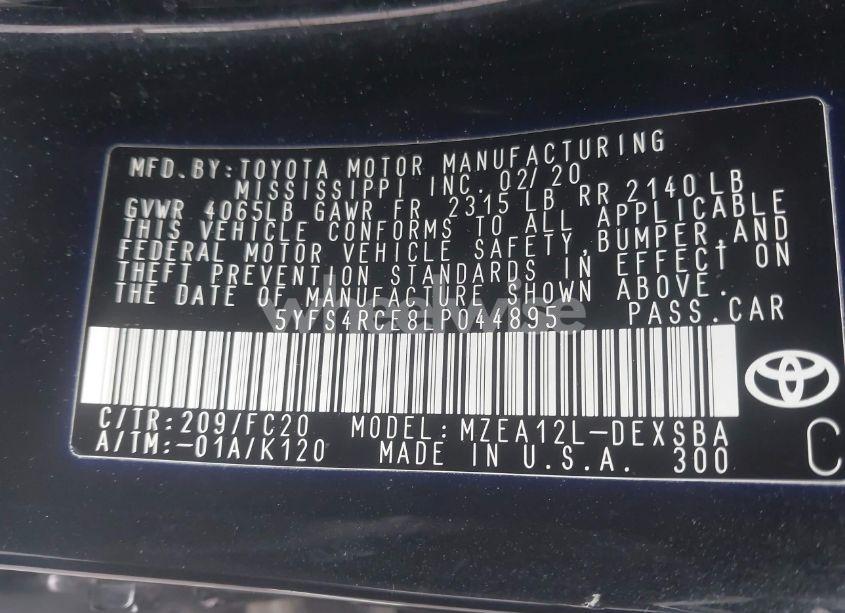 MFD.BY:TOYOTA MOTOR MANUFACTURING
MISSISSIPPI INC. 02/20
GVWR 4065LB GAWR FR 2315 LB RR 2140 LB
THIS VEHICLE CONFORMS TO ALL APPLICABLE
FEDERAL MOTOR VEHICLE SAFETY,BUMPER,AND
THEFT PREVENTION STANDARDS IN EFFECT ON
THE DATE OF MANUFACTURE SHOWN ABOVE.
5YFS4RCE8LP044895 PASS.CAR
wheelwise
C/TR:209/FC20 MODEL:MZEA12L-DEXSBA
A/TM:-01A/K120 MADE IN U.S.A. 300
C